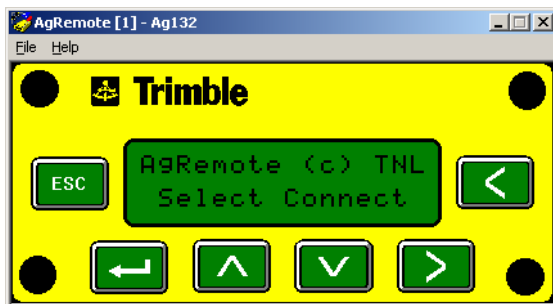 AgRemote [1] - Ag132
File Help
Trimble
ESC
AgRemote (c) TNL
Select Connect